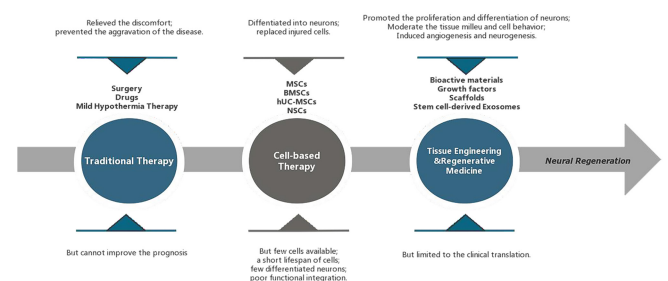 Relieved the discomfort;
prevented the aggravation of the disease.
Surgery
Drugs
Mild Hypothermia Therapy
Traditional Therapy
But cannot improve the prognosis
Diffentiated into neurons;
replaced injured cells.
MSCs
BMSCs
hUC-MSCs
NSCs
Cell-based
Therapy
But few cells available;
a short lifespan of cells;
few differentiated neurons;
poor functional integration.
Promoted the proliferation and differentiation of neurons;
Moderate the tissue milleu and cell behavior;
Induced angiogenesis and neurogenesis.
Bioactive materials
Growth factors
Scaffolds
Stem cell-derived Exosomes
Tissue Engineering
&Regenerative
Medicine
But limited to the clinical translation.
Neural Regeneration